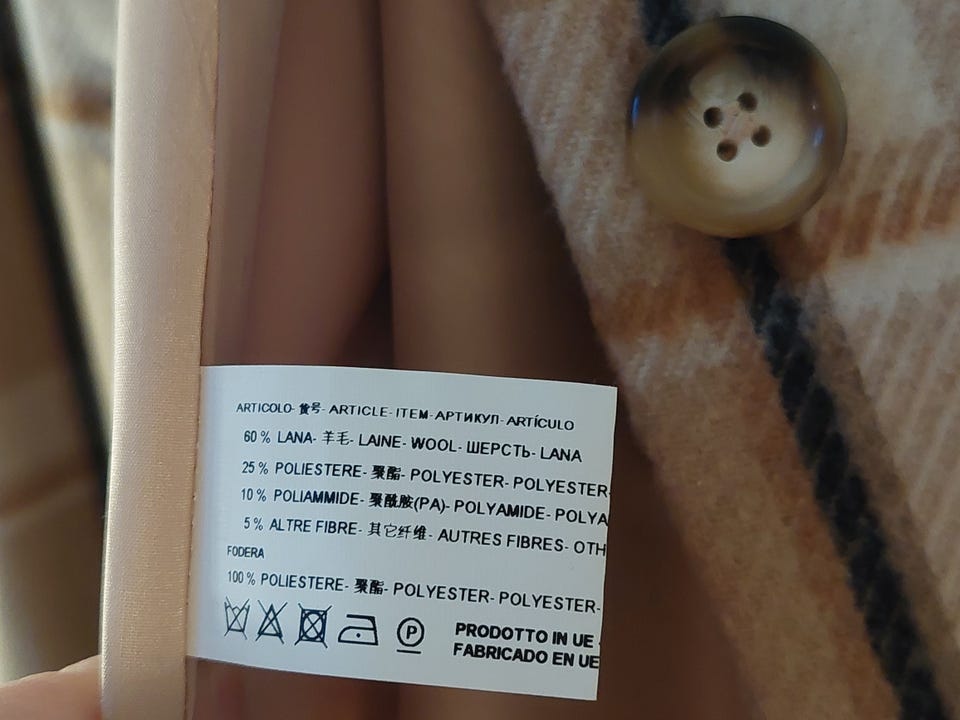 ARTICOLO- 货号- ARTICLE- ITEM- АРТИКУЛ- ARTÍCULO
60 % LANA- 羊毛- LAINE- WOOL- ШЕРСТЬ- LANA
25 % POLIESTERE- 聚酯- POLYESTER- POLYESTER-
10 % POLIAMMIDE- 聚酰胺(PA)- POLYAMIDE- POLYA
5 % ALTRE FIBRE- 其它纤维- AUTRES FIBRES- OTH
FODERA
100 % POLIESTERE- 聚酯- POLYESTER- POLYESTER-
P
PRODOTTO IN UE
FABRICADO EN UE